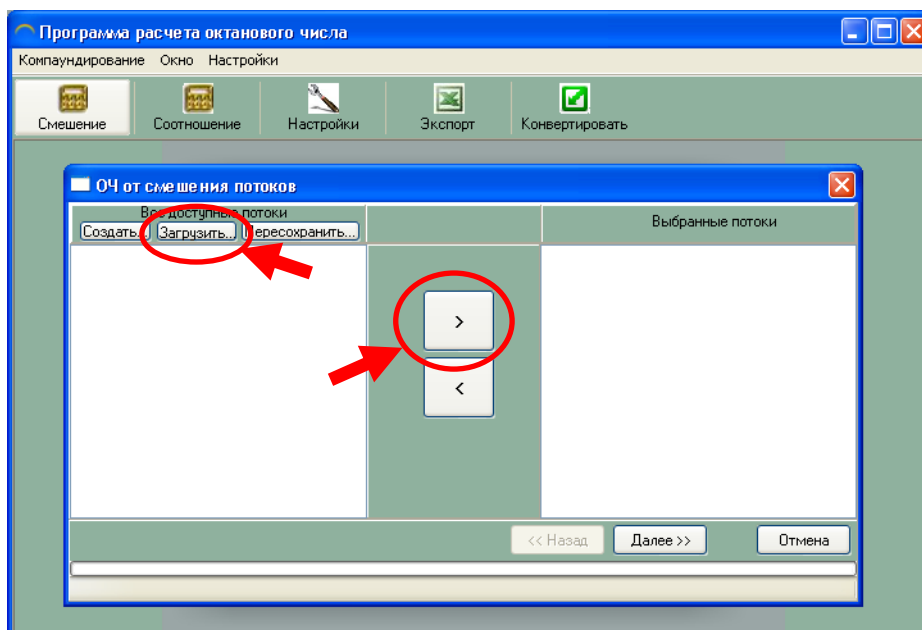 Программа расчета октанового числа
Компаундирование Окно Настройки
Смешение Соотношение Настройки Экспорт Конвертировать
ОЧ от смешения потоков
Все доступные потоки
Выбранные потоки
Создать... Загрузить... Пересохранить...
>
<
<< Назад Далее >> Отмена